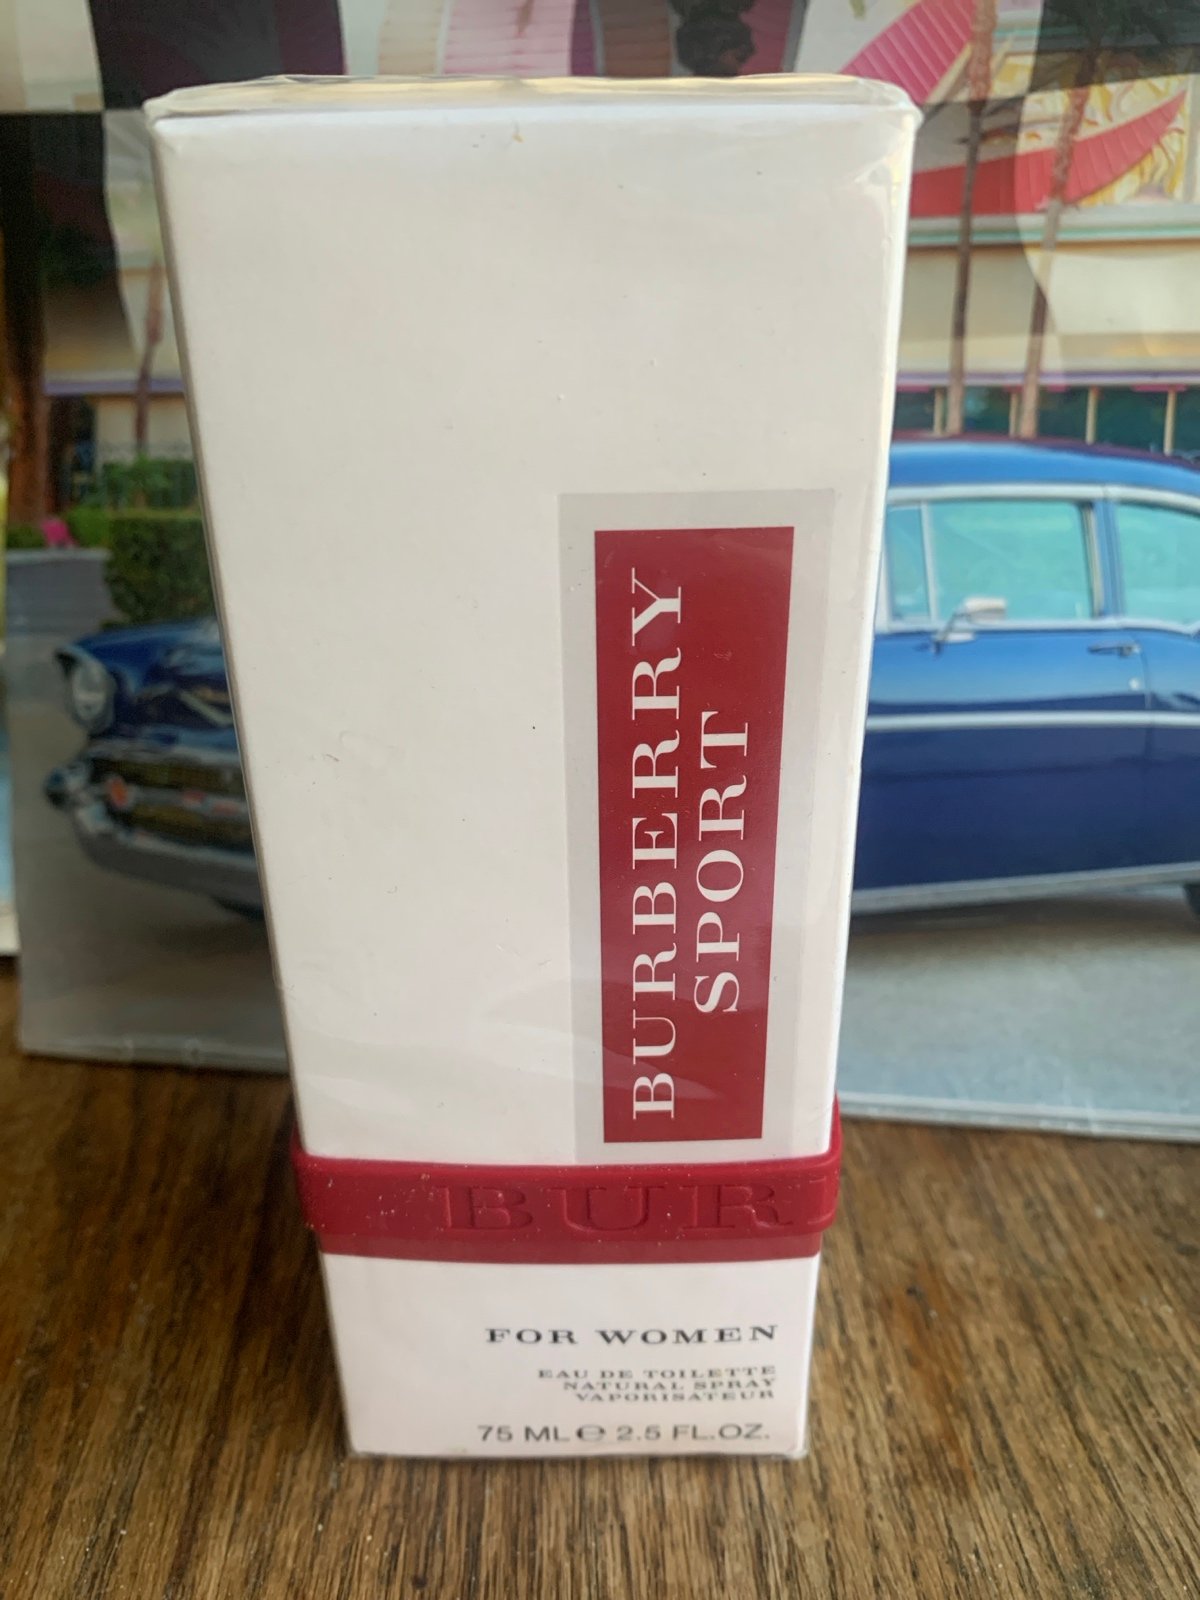 BURBERRY
SPORT
BUR
FOR WOMEN
EAU DE TOILETTE
NATURAL SPRAY
VAPORISATEUR
75 ML ℮ 2.5 FL.OZ.